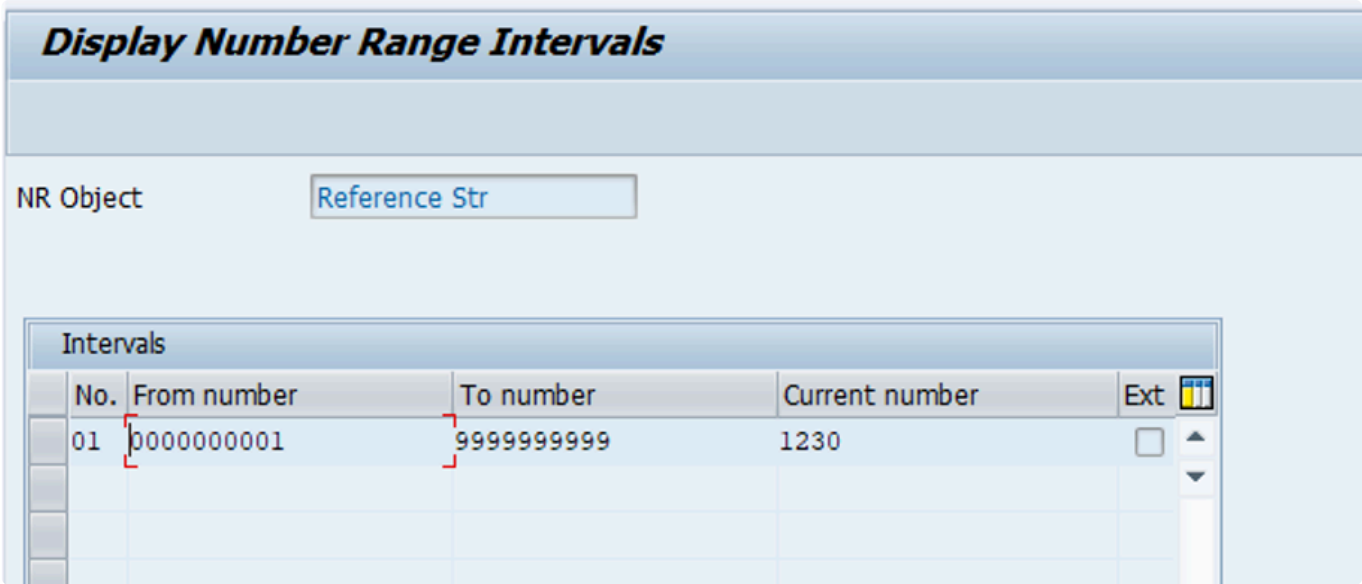 Display Number Range Intervals
NR Object Reference Str
Intervals
No. From number To number Current number Ext
01 0000000001 9999999999 1230